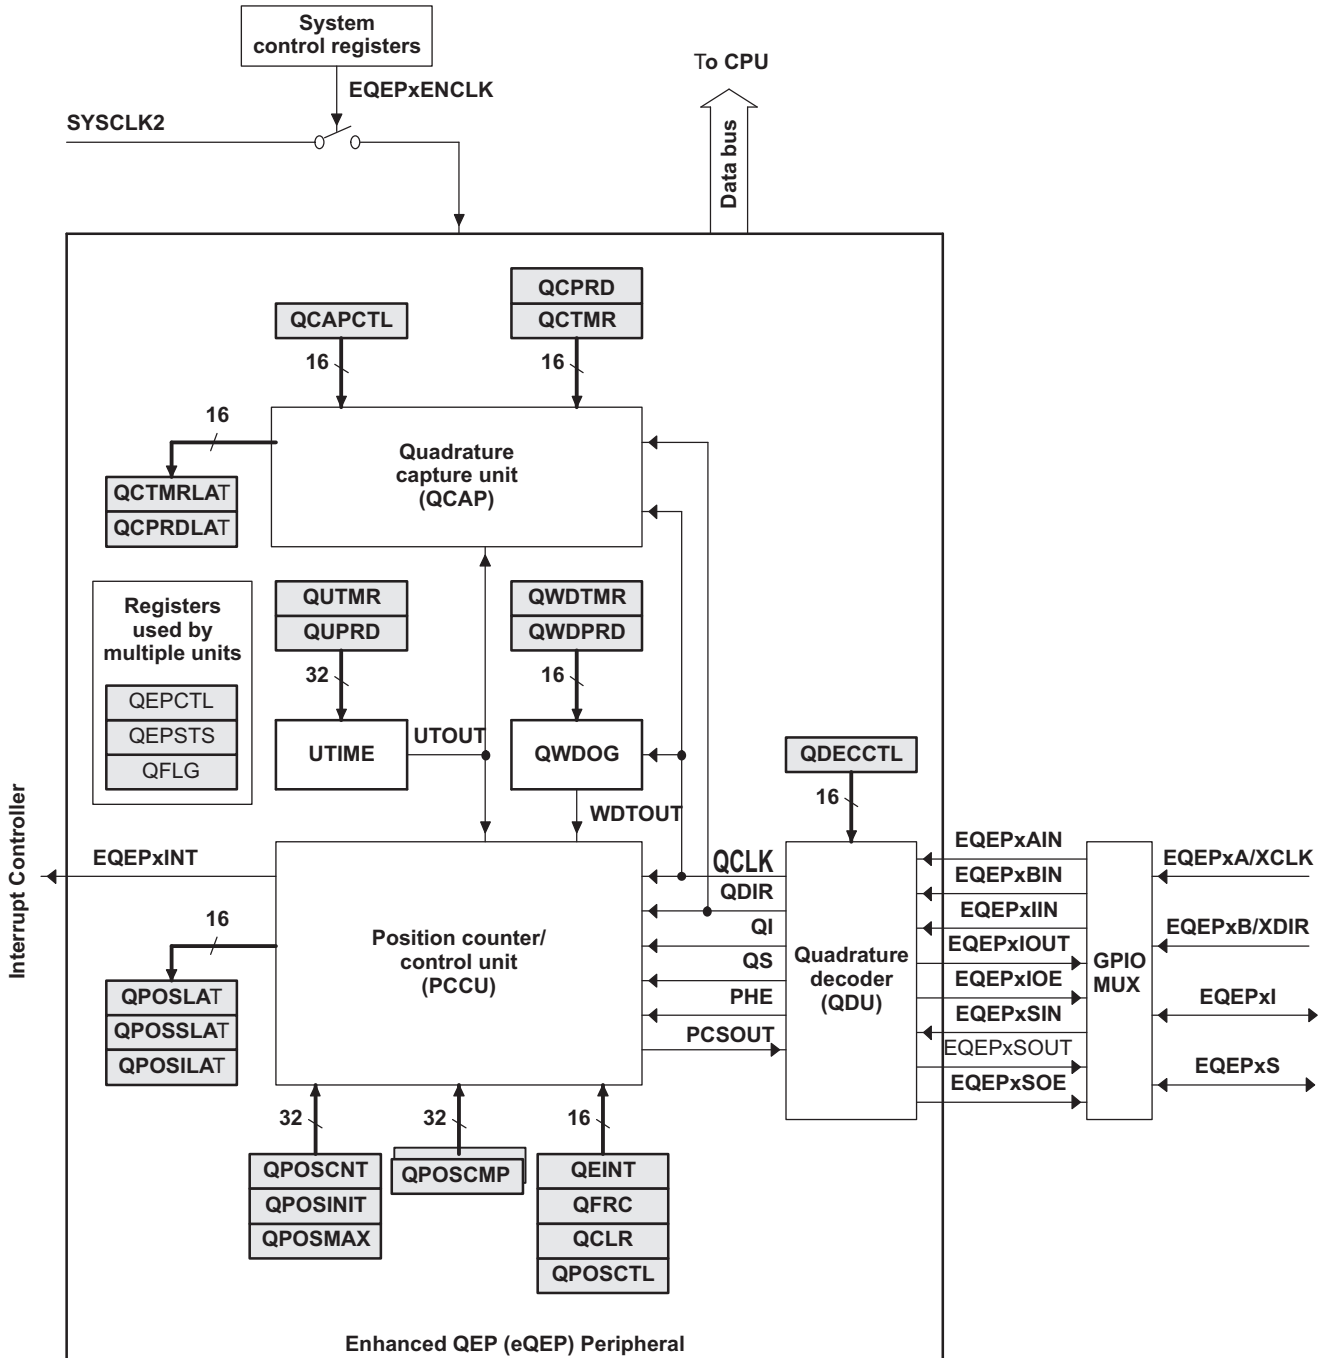 System
control registers
To CPU
EQEPxENCLK
SYSCLK2
Data bus
QCPRD
QCAPCTL
QCTMR
16
16
16
Quadrature
capture unit
(QCAP)
QCTMRLAT
QCPRDLAT
Registers
used by
multiple units
QEPCTL
QEPSTS
QFLG
QUTMR
QUPRD
32
UTIME
UTOUT
QWDTMR
QWDPRD
16
QWDOG
WDTOUT
QDECCTL
16
Interrupt Controller
EQEPxINT
16
QPOSLAT
QPOSSLAT
QPOSILAT
Position counter/
control unit
(PCCU)
QCLK
QDIR
QI
QS
PHE
PCSOUT
Quadrature
decoder
(QDU)
EQEPxAIN
EQEPxBIN
EQEPxIIN
EQEPxIOUT
EQEPxIOE
EQEPxSIN
EQEPxSOUT
EQEPxSOE
GPIO
MUX
EQEPxA/XCLK
EQEPxB/XDIR
EQEPxI
EQEPxS
32
32
16
QPOSCNT
QPOSINIT
QPOSMAX
QPOSCMP
QEINT
QFRC
QCLR
QPOSCTL
Enhanced QEP (eQEP) Peripheral